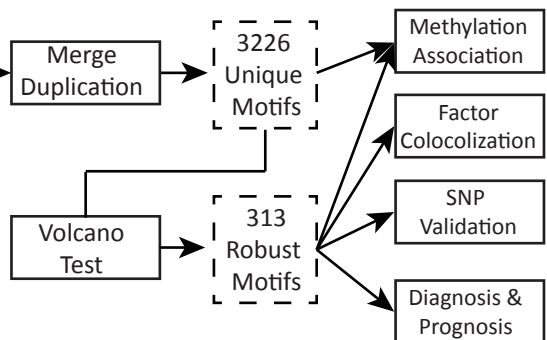 Merge
Duplication
3226
Unique
Motifs
Methylation
Association
Factor
Colocolization
Volcano
Test
313
Robust
Motifs
SNP
Validation
Diagnosis &
Prognosis